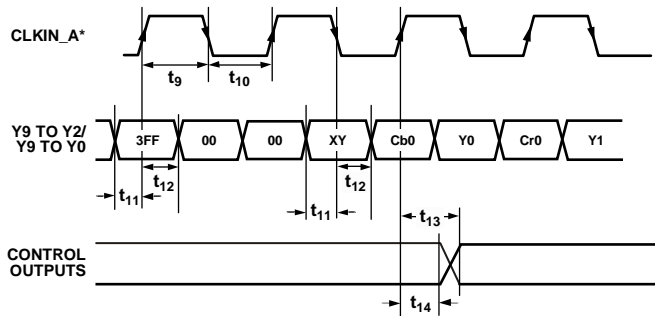 CLKIN_A*
t9
t10
Y9 TO Y2/
Y9 TO Y0
3FF
00
00
XY
Cb0
Y0
Cr0
Y1
t11
t12
t11
t12
t13
CONTROL
OUTPUTS
t14